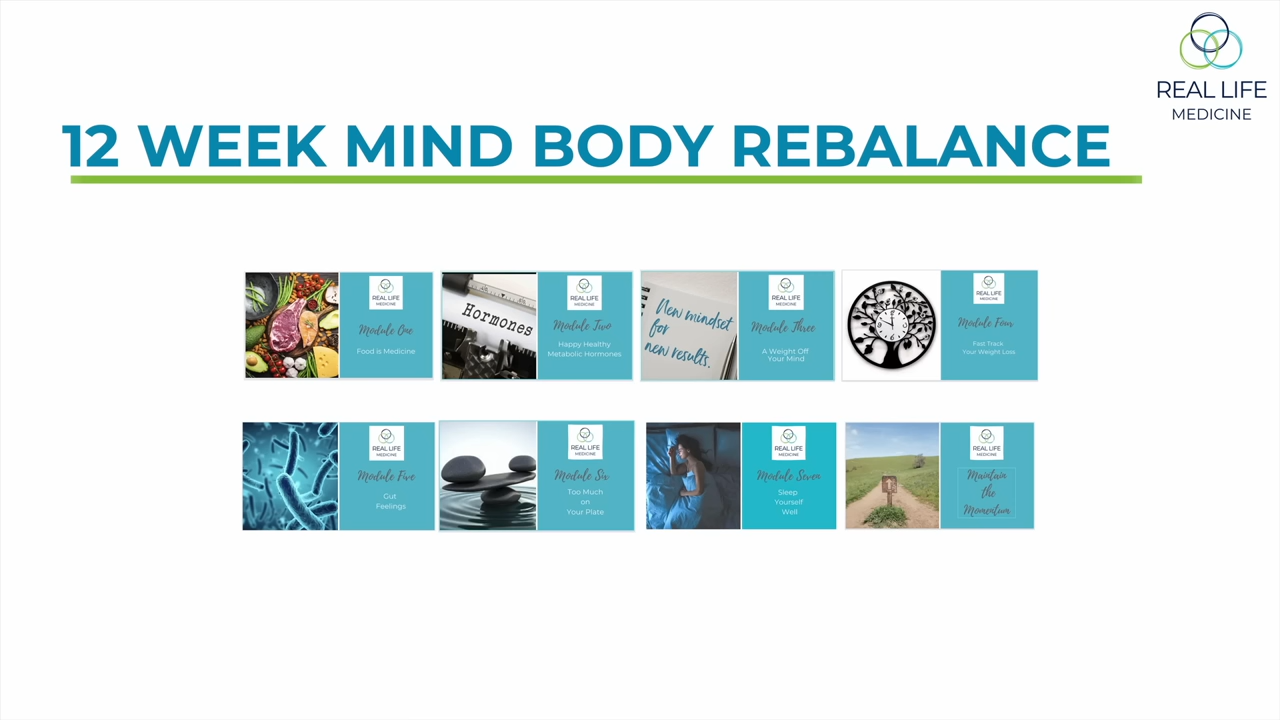 REAL LIFE
MEDICINE
12 WEEK MIND BODY REBALANCE
REAL LIFE
MEDICINE
Module One
Food is Medicine
Hormones
REAL LIFE
MEDICINE
Module Two
Happy Healthy
Metabolic Hormones
New mindset
for
new results.
REAL LIFE
MEDICINE
Module Three
A Weight Off
Your Mind
REAL LIFE
MEDICINE
Module Four
Fast Track
Your Weight Loss
REAL LIFE
MEDICINE
Module Five
Gut
Feelings
REAL LIFE
MEDICINE
Module Six
Too Much
on
Your Plate
REAL LIFE
MEDICINE
Module Seven
Sleep
Yourself
Well
REAL LIFE
MEDICINE
Maintain
the
Momentum